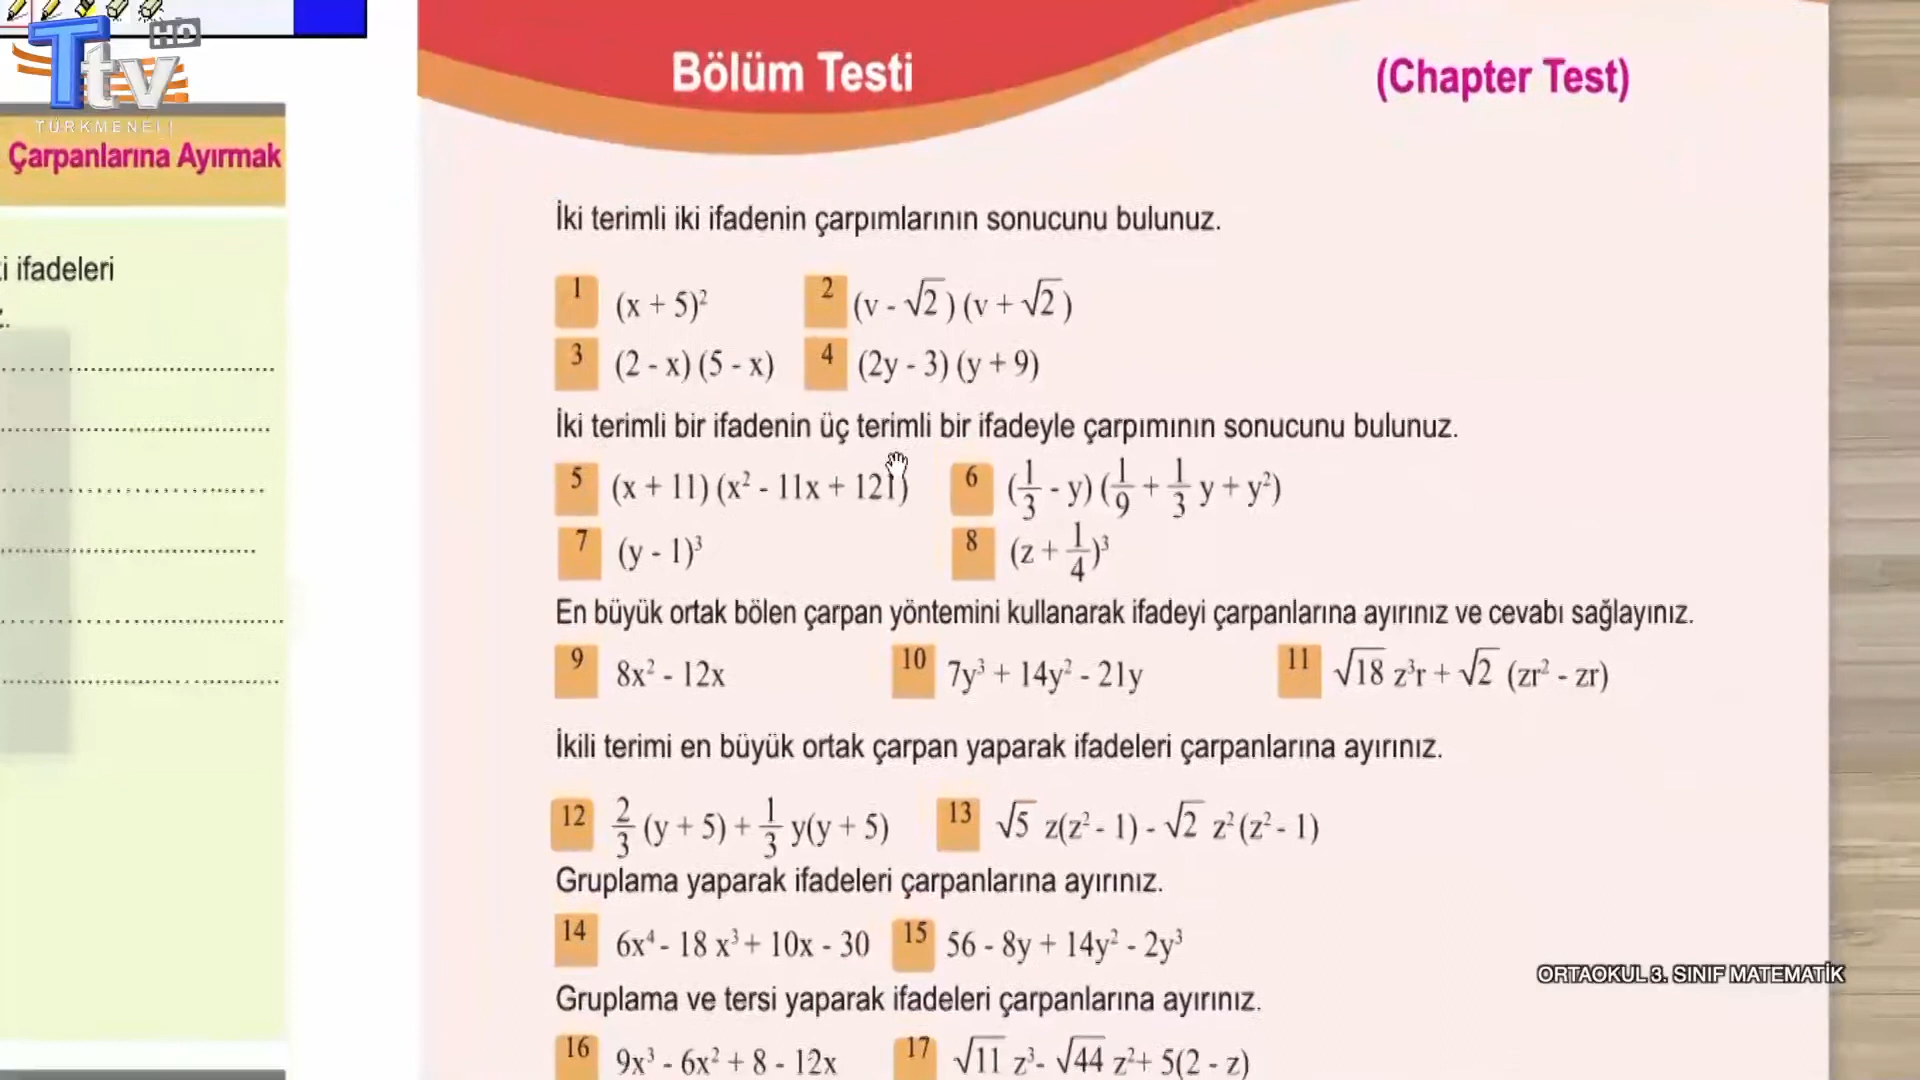 Ttv HD
TÜRKMENELİ
Çarpanlarına Ayırmak
i ifadeleri
z.
Bölüm Testi
(Chapter Test)
İki terimli iki ifadenin çarpımlarının sonucunu bulunuz.
1 (x + 5)² 2 (v - √2) (v + √2)
3 (2 - x) (5 - x) 4 (2y - 3) (y + 9)
İki terimli bir ifadenin üç terimli bir ifadeyle çarpımının sonucunu bulunuz.
5 (x + 11) (x² - 11x + 121) 6 (1/3 - y) (1/9 + 1/3 y + y²)
7 (y - 1)³ 8 (z + 1/4)³
En büyük ortak bölen çarpan yöntemini kullanarak ifadeyi çarpanlarına ayırınız ve cevabı sağlayınız.
9 8x² - 12x 10 7y³ + 14y² - 21y 11 √18 z³r + √2 (zr² - zr)
İkili terimi en büyük ortak çarpan yaparak ifadeleri çarpanlarına ayırınız.
12 2/3 (y + 5) + 1/3 y(y + 5) 13 √5 z(z² - 1) - √2 z² (z² - 1)
Gruplama yaparak ifadeleri çarpanlarına ayırınız.
14 6x⁴ - 18 x³ + 10x - 30 15 56 - 8y + 14y² - 2y³
Gruplama ve tersi yaparak ifadeleri çarpanlarına ayırınız.
16 9x³ - 6x² + 8 - 12x 17 √11 z³ - √44 z² + 5(2 - z)
ORTAOKUL 3. SINIF MATEMATİK